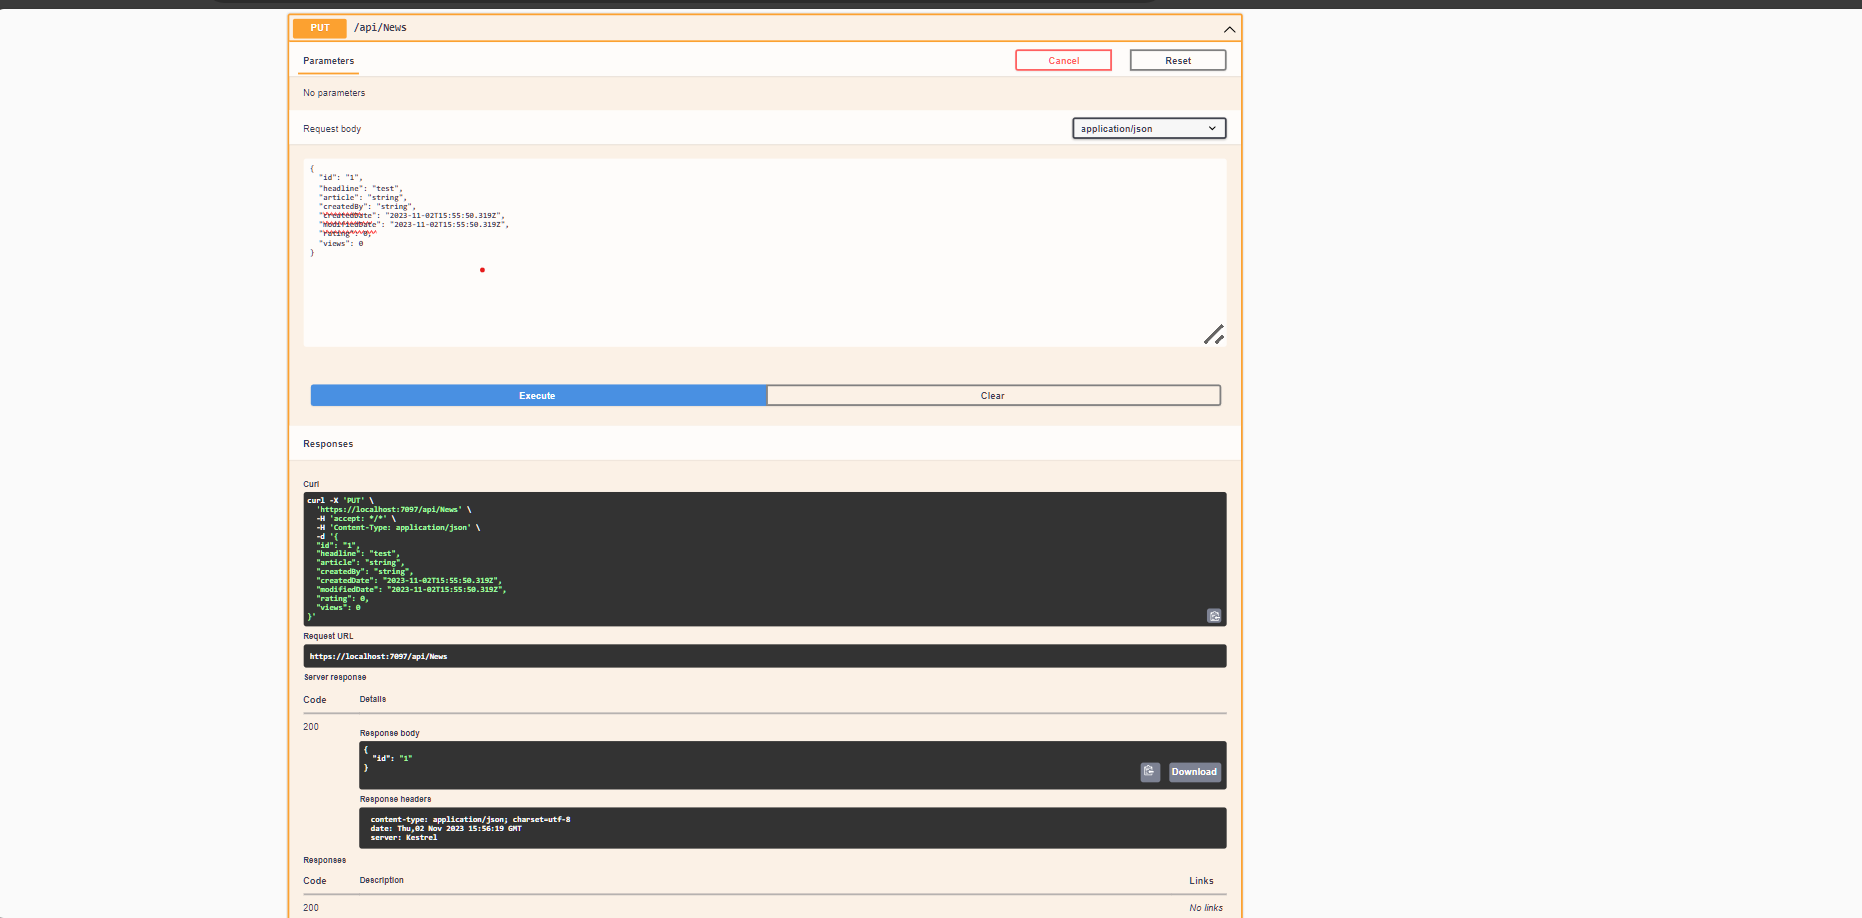 PUT /api/News
Parameters
Cancel
Reset
No parameters
Request body
application/json
{
"id": "1",
"headline": "test",
"article": "string",
"createdBy": "string",
"createdDate": "2023-11-02T15:55:50.319Z",
"modifiedDate": "2023-11-02T15:55:50.319Z",
"rating": 0,
"views": 0
}
Execute
Clear
Responses
Curl
curl -X 'PUT' \
'https://localhost:7097/api/News' \
-H 'accept: */*' \
-H 'Content-Type: application/json' \
-d '{
"id": "1",
"headline": "test",
"article": "string",
"createdBy": "string",
"createdDate": "2023-11-02T15:55:50.319Z",
"modifiedDate": "2023-11-02T15:55:50.319Z",
"rating": 0,
"views": 0
}'
Request URL
https://localhost:7097/api/News
Server response
Code Details
200
Response body
{
"id": "1"
}
Download
Response headers
content-type: application/json; charset=utf-8
date: Thu,02 Nov 2023 15:56:19 GMT
server: Kestrel
Responses
Code Description Links
200 No links